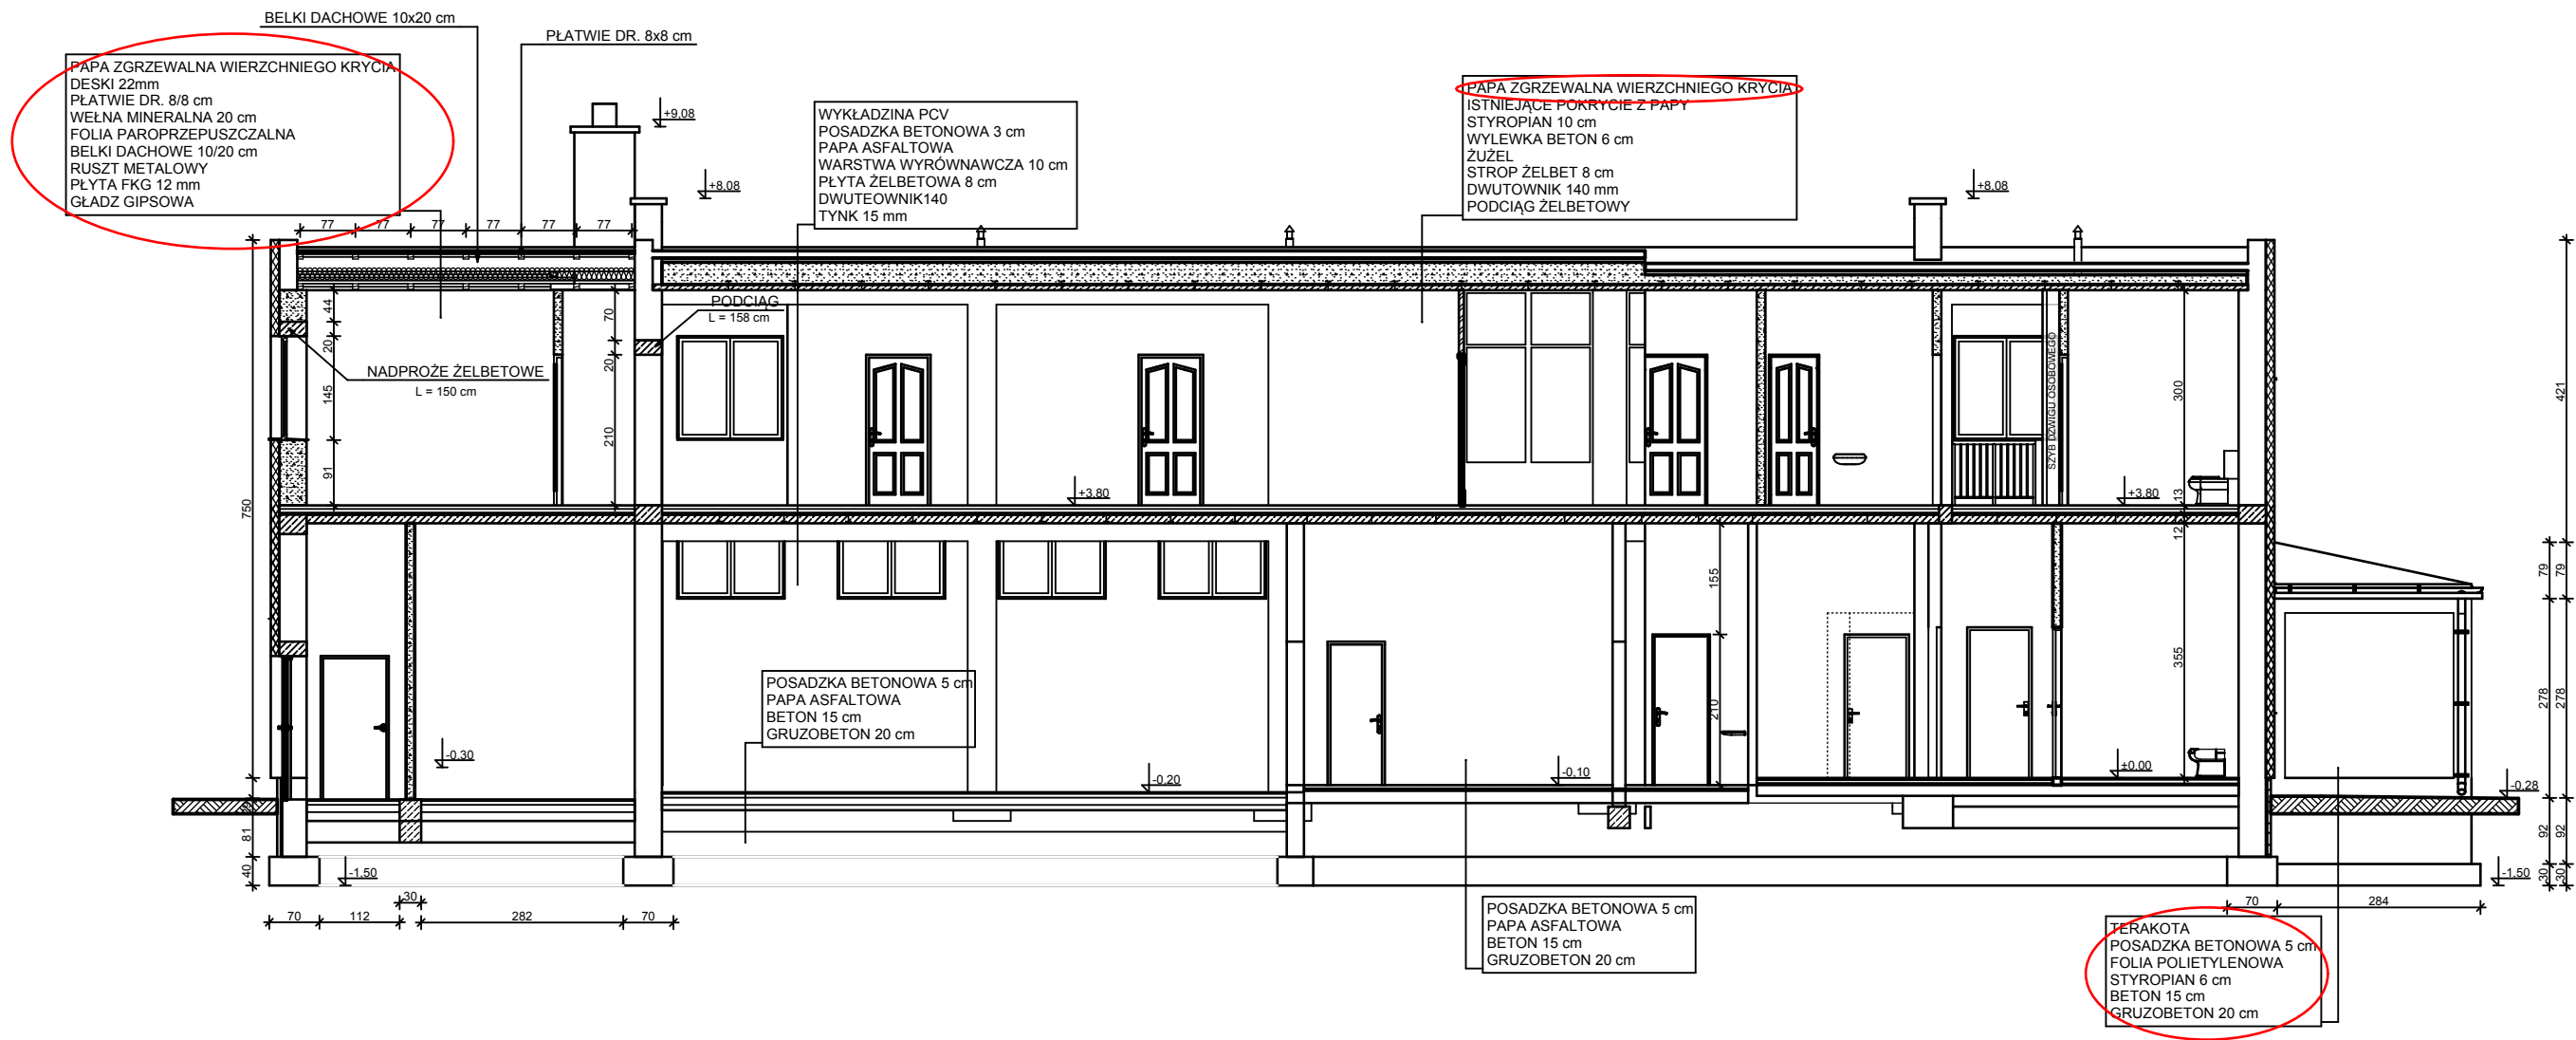 BELKI DACHOWE 10x20 cm
PŁATWIE DR. 8x8 cm
PAPA ZGRZEWALNA WIERZCHNIEGO KRYCIA
DESKI 22mm
PŁATWIE DR. 8/8 cm
WEŁNA MINERALNA 20 cm
FOLIA PAROPRZEPUSZCZALNA
BELKI DACHOWE 10/20 cm
RUSZT METALOWY
PŁYTA FKG 12 mm
GŁADZ GIPSOWA
WYKŁADZINA PCV
POSADZKA BETONOWA 3 cm
PAPA ASFALTOWA
WARSTWA WYRÓWNAWCZA 10 cm
PŁYTA ŻELBETOWA 8 cm
DWUTEOWNIK140
TYNK 15 mm
PAPA ZGRZEWALNA WIERZCHNIEGO KRYCIA
ISTNIEJĄCE POKRYCIE Z PAPY
STYROPIAN 10 cm
WYLEWKA BETON 6 cm
ŻUŻEL
STROP ŻELBET 8 cm
DWUTOWNIK 140 mm
PODCIĄG ŻELBETOWY
+9,08
+8,08
+8,08
77 77 77 77 77 77
PODCIĄG
L = 158 cm
NADPROŻE ŻELBETOWE
L = 150 cm
44
20
145
91
70
20
210
750
81
40
+3,80
+3,80
SZYB DŹWIGU OSOBOWEGO
300
13
12
355
155
210
421
79
79
278
278
92
92
30
30
POSADZKA BETONOWA 5 cm
PAPA ASFALTOWA
BETON 15 cm
GRUZOBETON 20 cm
-0,30
-0,20
-0,10
±0,00
-0,28
-1,50
-1,50
30
70 112 282 70
70 284
POSADZKA BETONOWA 5 cm
PAPA ASFALTOWA
BETON 15 cm
GRUZOBETON 20 cm
TERAKOTA
POSADZKA BETONOWA 5 cm
FOLIA POLIETYLENOWA
STYROPIAN 6 cm
BETON 15 cm
GRUZOBETON 20 cm